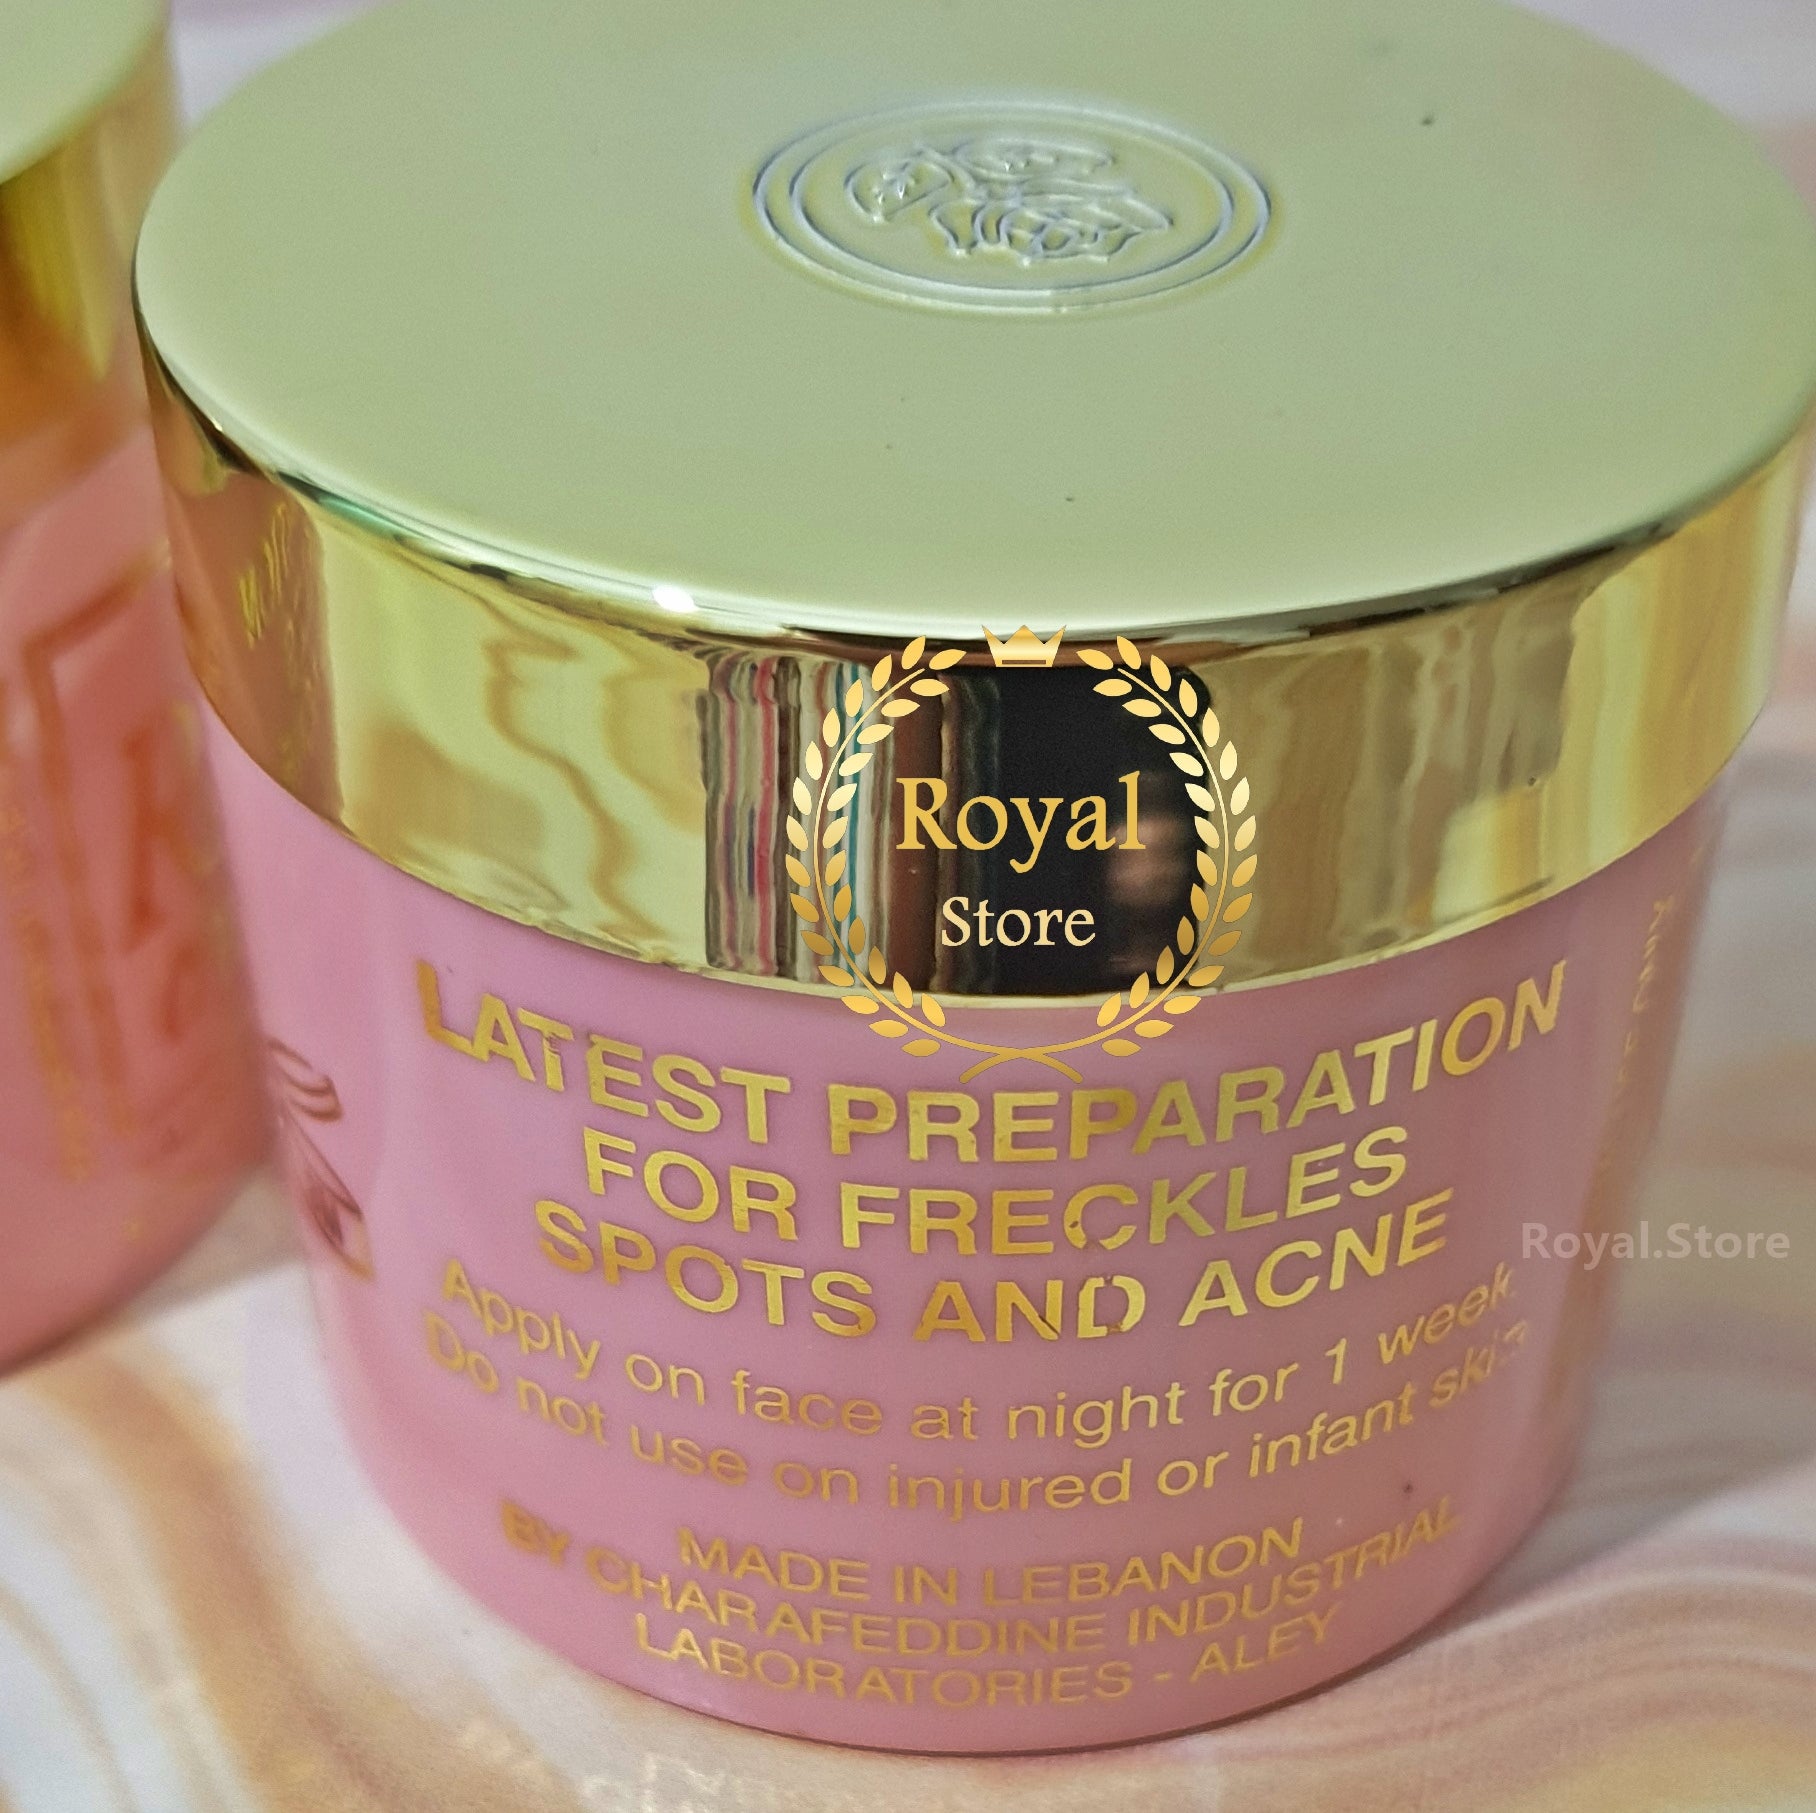 Royal
Store
LATEST PREPARATION
FOR FRECKLES
SPOTS AND ACNE
Apply on face at night for 1 week
Do not use on injured or infant skin
MADE IN LEBANON
BY CHARAFEDDINE INDUSTRIAL
LABORATORIES - ALEY
Royal.Store